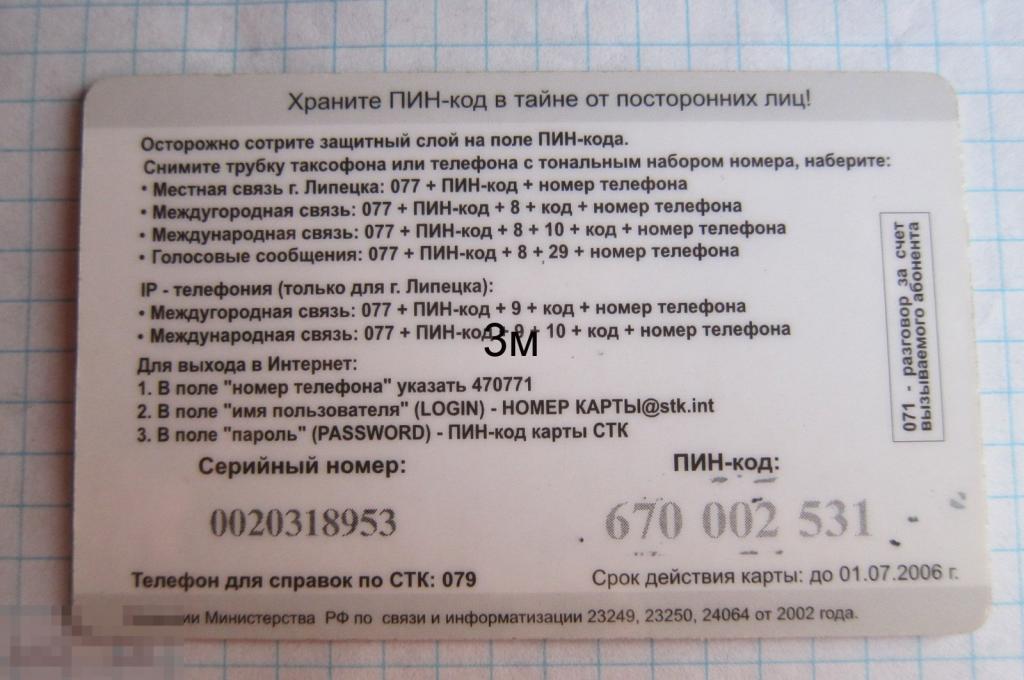 Храните ПИН-код в тайне от посторонних лиц!
Осторожно сотрите защитный слой на поле ПИН-кода.
Снимите трубку таксофона или телефона с тональным набором номера, наберите:
• Местная связь г. Липецка: 077 + ПИН-код + номер телефона
• Междугородная связь: 077 + ПИН-код + 8 + код + номер телефона
• Международная связь: 077 + ПИН-код + 8 + 10 + код + номер телефона
• Голосовые сообщения: 077 + ПИН-код + 8 + 29 + номер телефона
IP - телефония (только для г. Липецка):
• Междугородная связь: 077 + ПИН-код + 9 + код + номер телефона
• Международная связь: 077 + ПИН-код + 9 + 10 + код + номер телефона
3м
Для выхода в Интернет:
1. В поле "номер телефона" указать 470771
2. В поле "имя пользователя" (LOGIN) - НОМЕР КАРТЫ@stk.int
3. В поле "пароль" (PASSWORD) - ПИН-код карты СТК
071 - разговор за счет
вызываемого абонента
Серийный номер:
ПИН-код:
0020318953
670 002 531
Телефон для справок по СТК: 079
Срок действия карты: до 01.07.2006 г.
Министерства РФ по связи и информатизации 23249, 23250, 24064 от 2002 года.